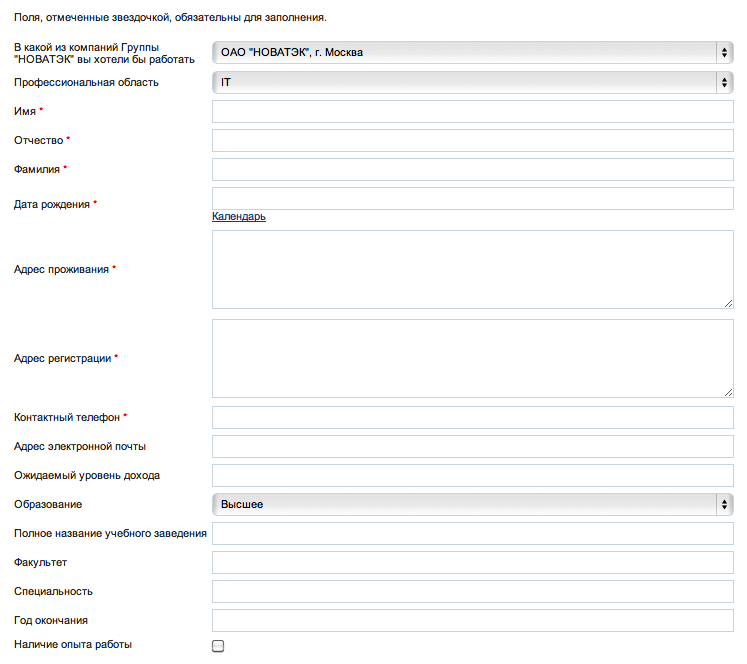 Поля, отмеченные звездочкой, обязательны для заполнения.
В какой из компаний Группы
"НОВАТЭК" вы хотели бы работать
ОАО "НОВАТЭК", г. Москва
Профессиональная область
IT
Имя *
Отчество *
Фамилия *
Дата рождения *
Календарь
Адрес проживания *
Адрес регистрации *
Контактный телефон *
Адрес электронной почты
Ожидаемый уровень дохода
Образование
Высшее
Полное название учебного заведения
Факультет
Специальность
Год окончания
Наличие опыта работы